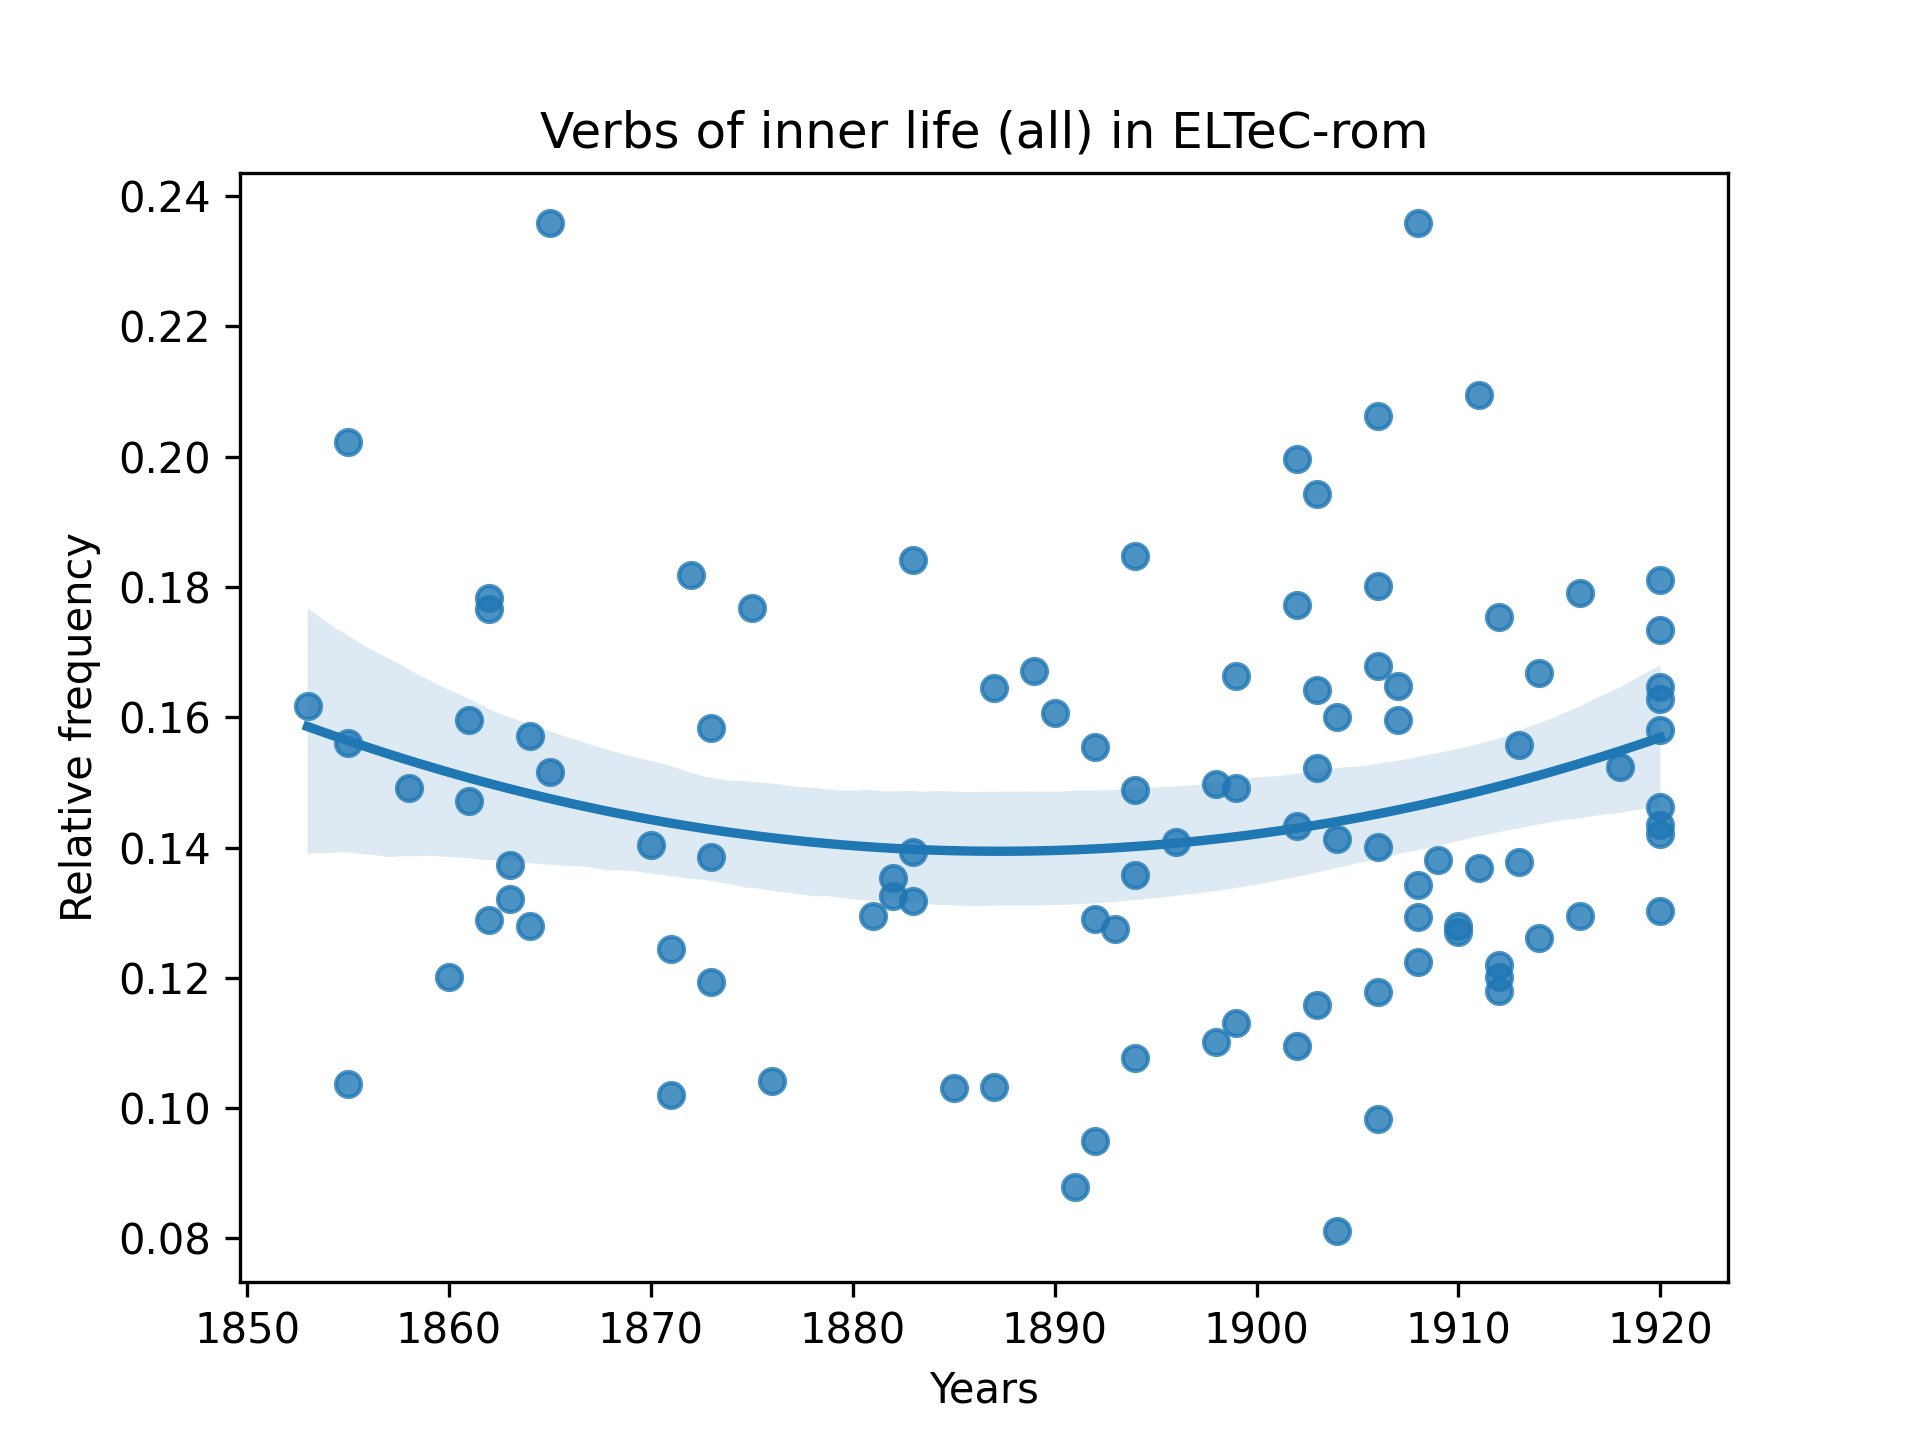 Verbs of inner life (all) in ELTeC-rom
0.24
0.22
0.20
0.18
0.16
0.14
0.12
0.10
0.08
Relative frequency
1850 1860 1870 1880 1890 1900 1910 1920
Years